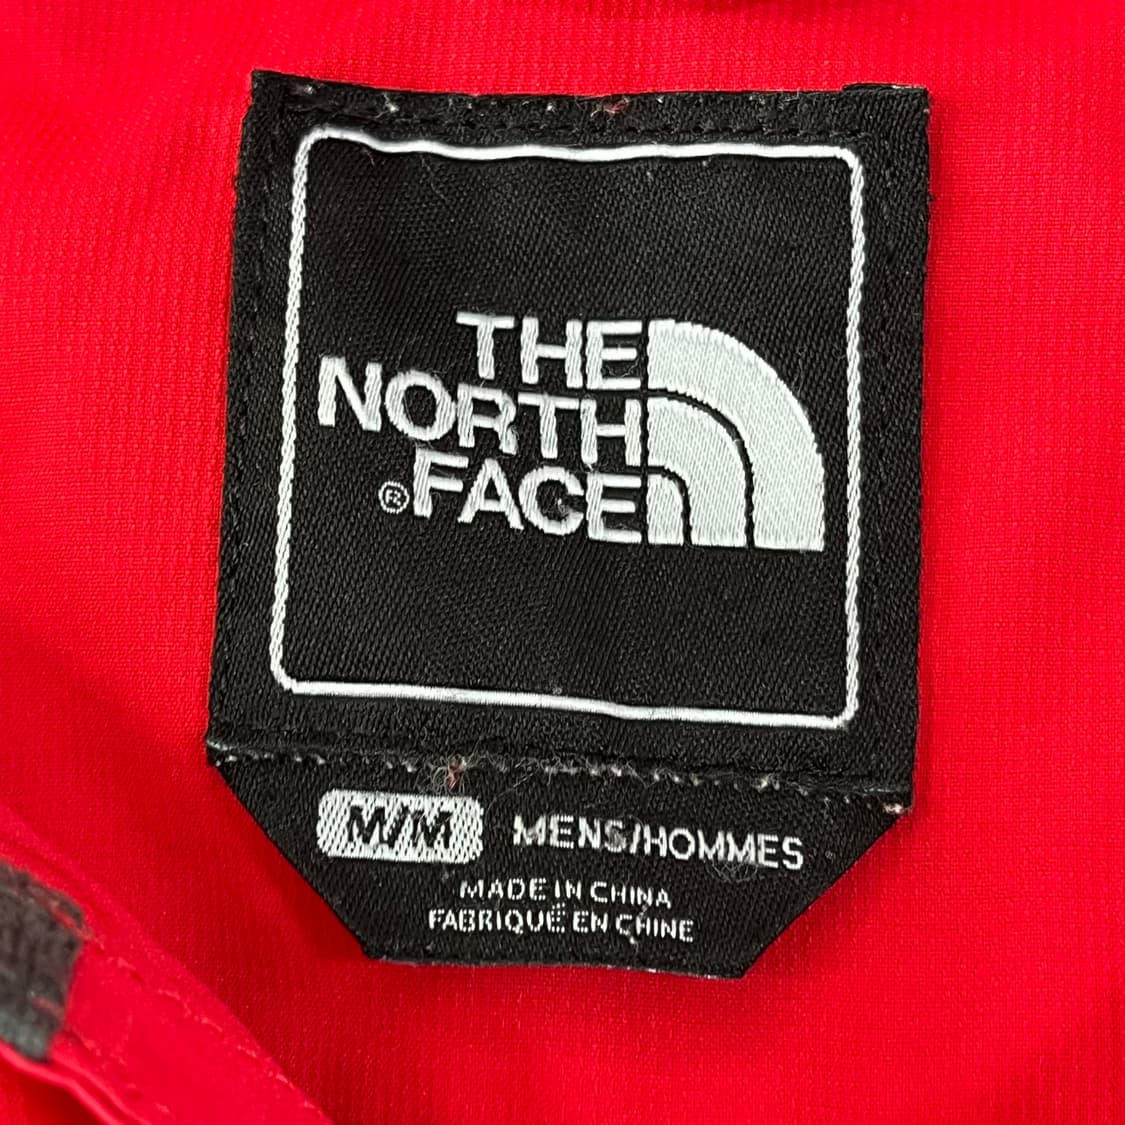 THE
NORTH
®FACE
M/M MENS/HOMMES
MADE IN CHINA
FABRIQUÉ EN CHINE